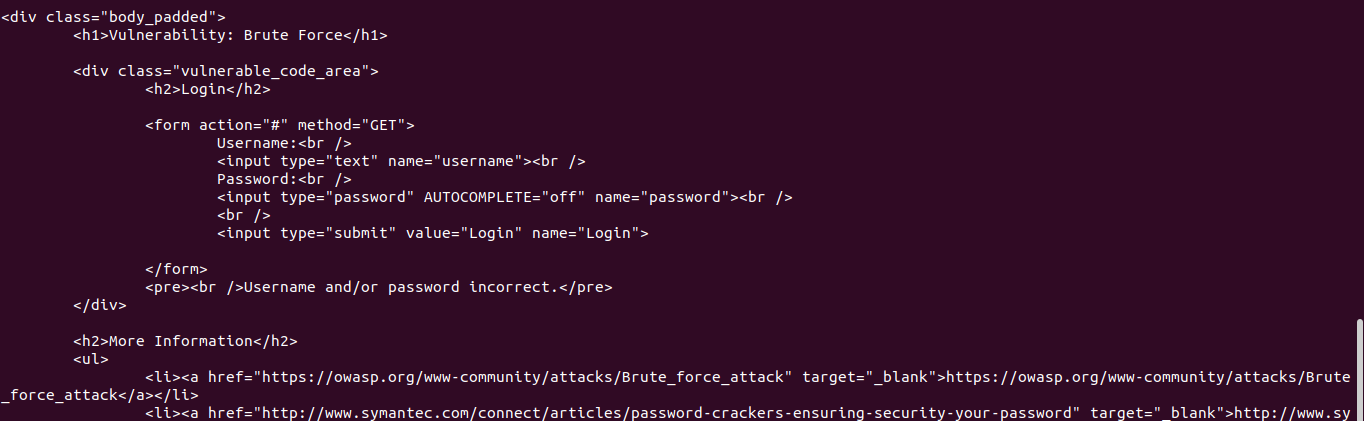 <div class="body_padded">
<h1>Vulnerability: Brute Force</h1>
<div class="vulnerable_code_area">
<h2>Login</h2>
<form action="#" method="GET">
Username:<br />
<input type="text" name="username"><br />
Password:<br />
<input type="password" AUTOCOMPLETE="off" name="password"><br />
<br />
<input type="submit" value="Login" name="Login">
</form>
<pre><br />Username and/or password incorrect.</pre>
</div>
<h2>More Information</h2>
<ul>
<li><a href="https://owasp.org/www-community/attacks/Brute_force_attack" target="_blank">https://owasp.org/www-community/attacks/Brute
_force_attack</a></li>
<li><a href="http://www.symantec.com/connect/articles/password-crackers-ensuring-security-your-password" target="_blank">http://www.sy